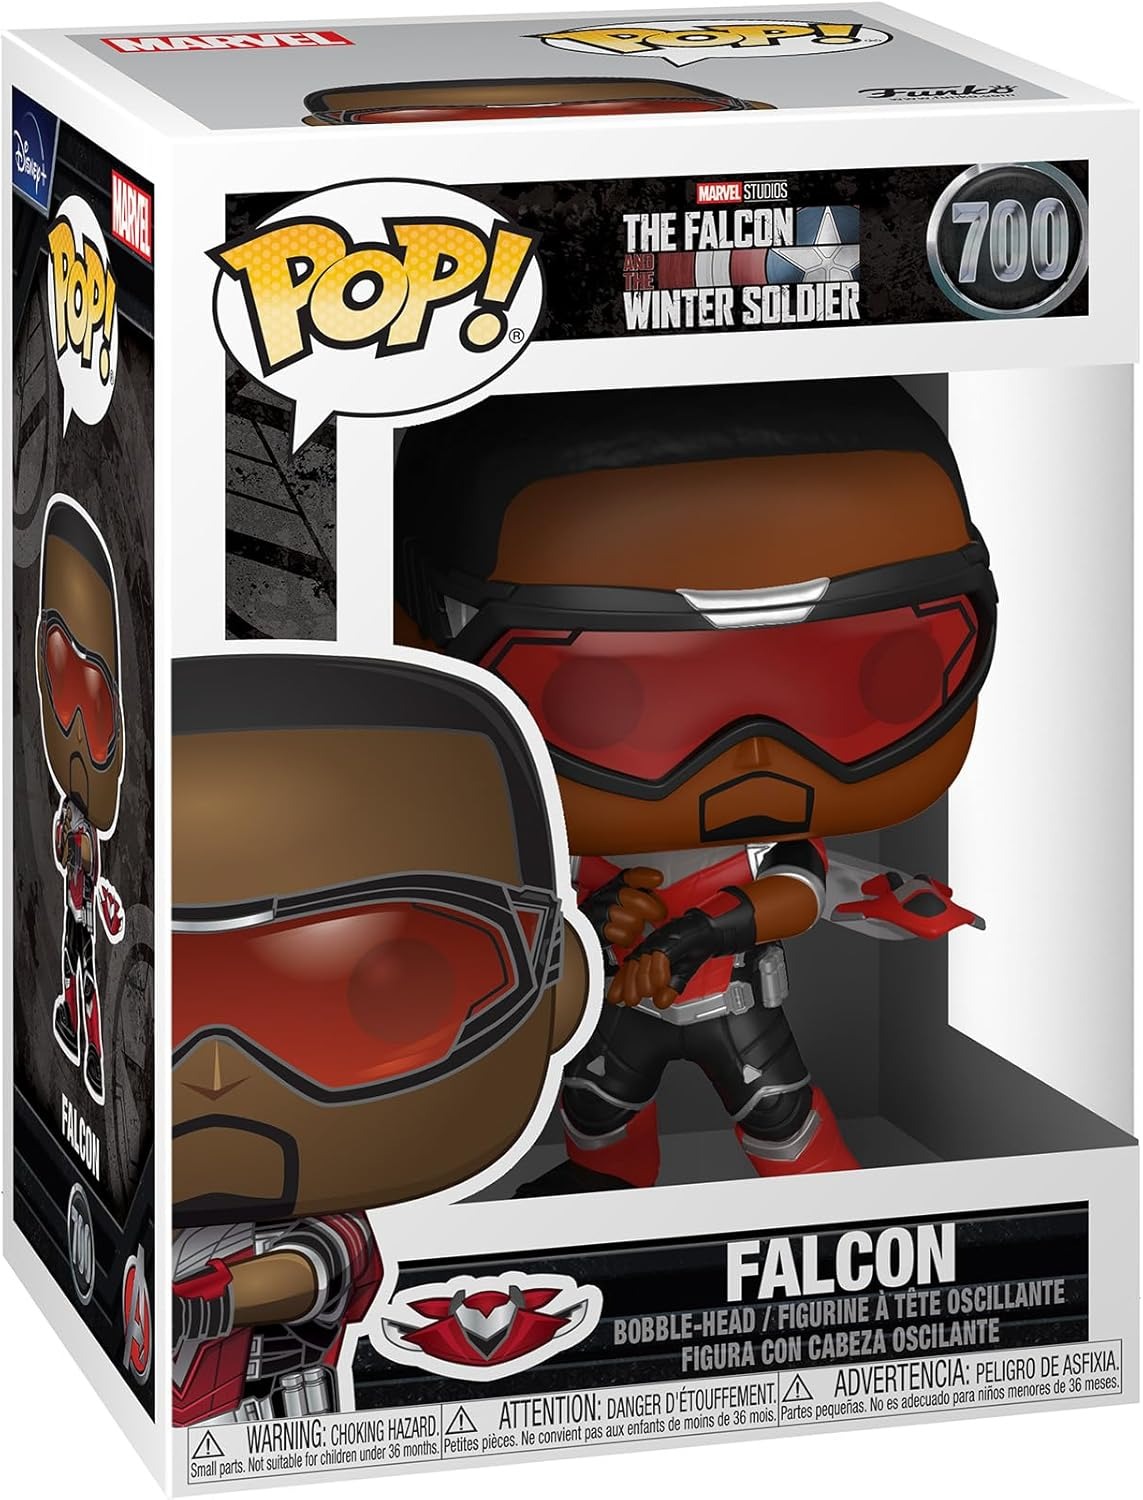 MARVEL
POP!
Funko
Disney+
MARVEL
POP!
FALCON
700
POP!®
MARVEL STUDIOS
THE FALCON
AND THE
WINTER SOLDIER
700
FALCON
BOBBLE-HEAD / FIGURINE À TÊTE OSCILLANTE
FIGURA CON CABEZA OSCILANTE
WARNING: CHOKING HAZARD.
Small parts. Not suitable for children under 36 months.
ATTENTION: DANGER D'ÉTOUFFEMENT.
Petites pièces. Ne convient pas aux enfants de moins de 36 mois.
ADVERTENCIA: PELIGRO DE ASFIXIA.
Partes pequeñas. No es adecuado para niños menores de 36 meses.